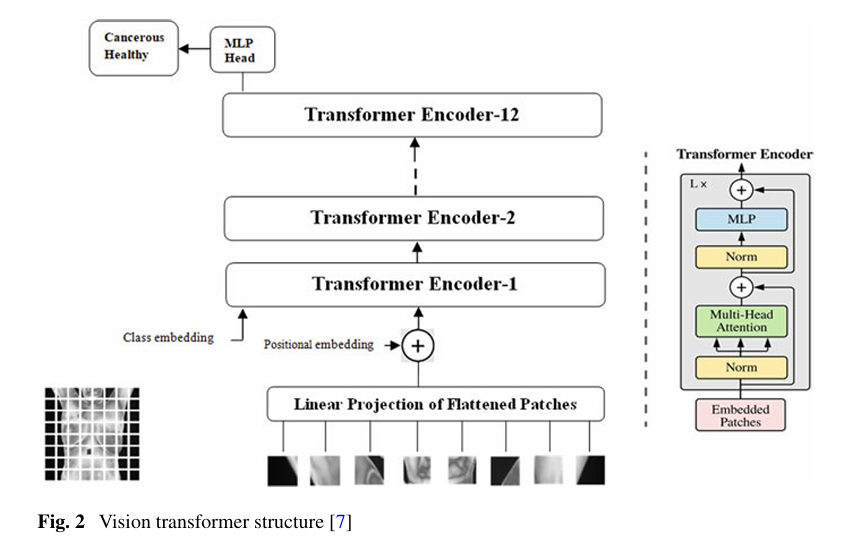 Cancerous
Healthy
MLP
Head
Transformer Encoder-12
Transformer Encoder-2
Transformer Encoder-1
Class embedding
Positional embedding
+
Linear Projection of Flattened Patches
Transformer Encoder
L ×
+
MLP
Norm
+
Multi-Head
Attention
Norm
Embedded
Patches
Fig. 2 Vision transformer structure [7]